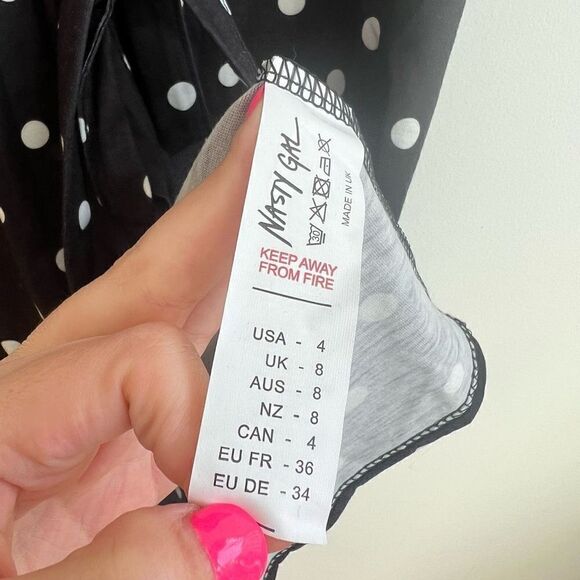 NASTY GAL
30
MADE IN UK
KEEP AWAY
FROM FIRE
USA - 4
UK - 8
AUS - 8
NZ - 8
CAN - 4
EU FR - 36
EU DE - 34